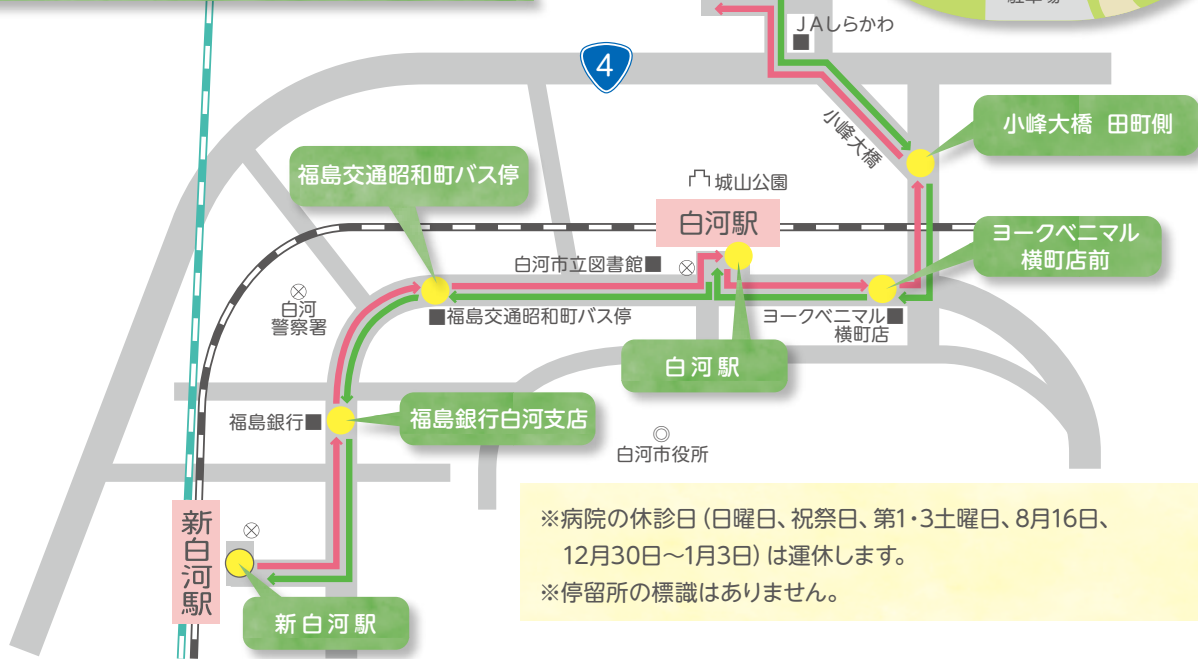 駐車場
JAしらかわ
4
小峰大橋 田町側
小峰大橋
福島交通昭和町バス停
城山公園
白河駅
ヨークベニマル
横町店前
白河市立図書館■
白河
警察署
■福島交通昭和町バス停
ヨークベニマル■
横町店
白河駅
福島銀行■
福島銀行白河支店
白河市役所
新白河駅
新白河駅
※病院の休診日(日曜日、祝祭日、第1・3土曜日、8月16日、
12月30日〜1月3日)は運休します。
※停留所の標識はありません。